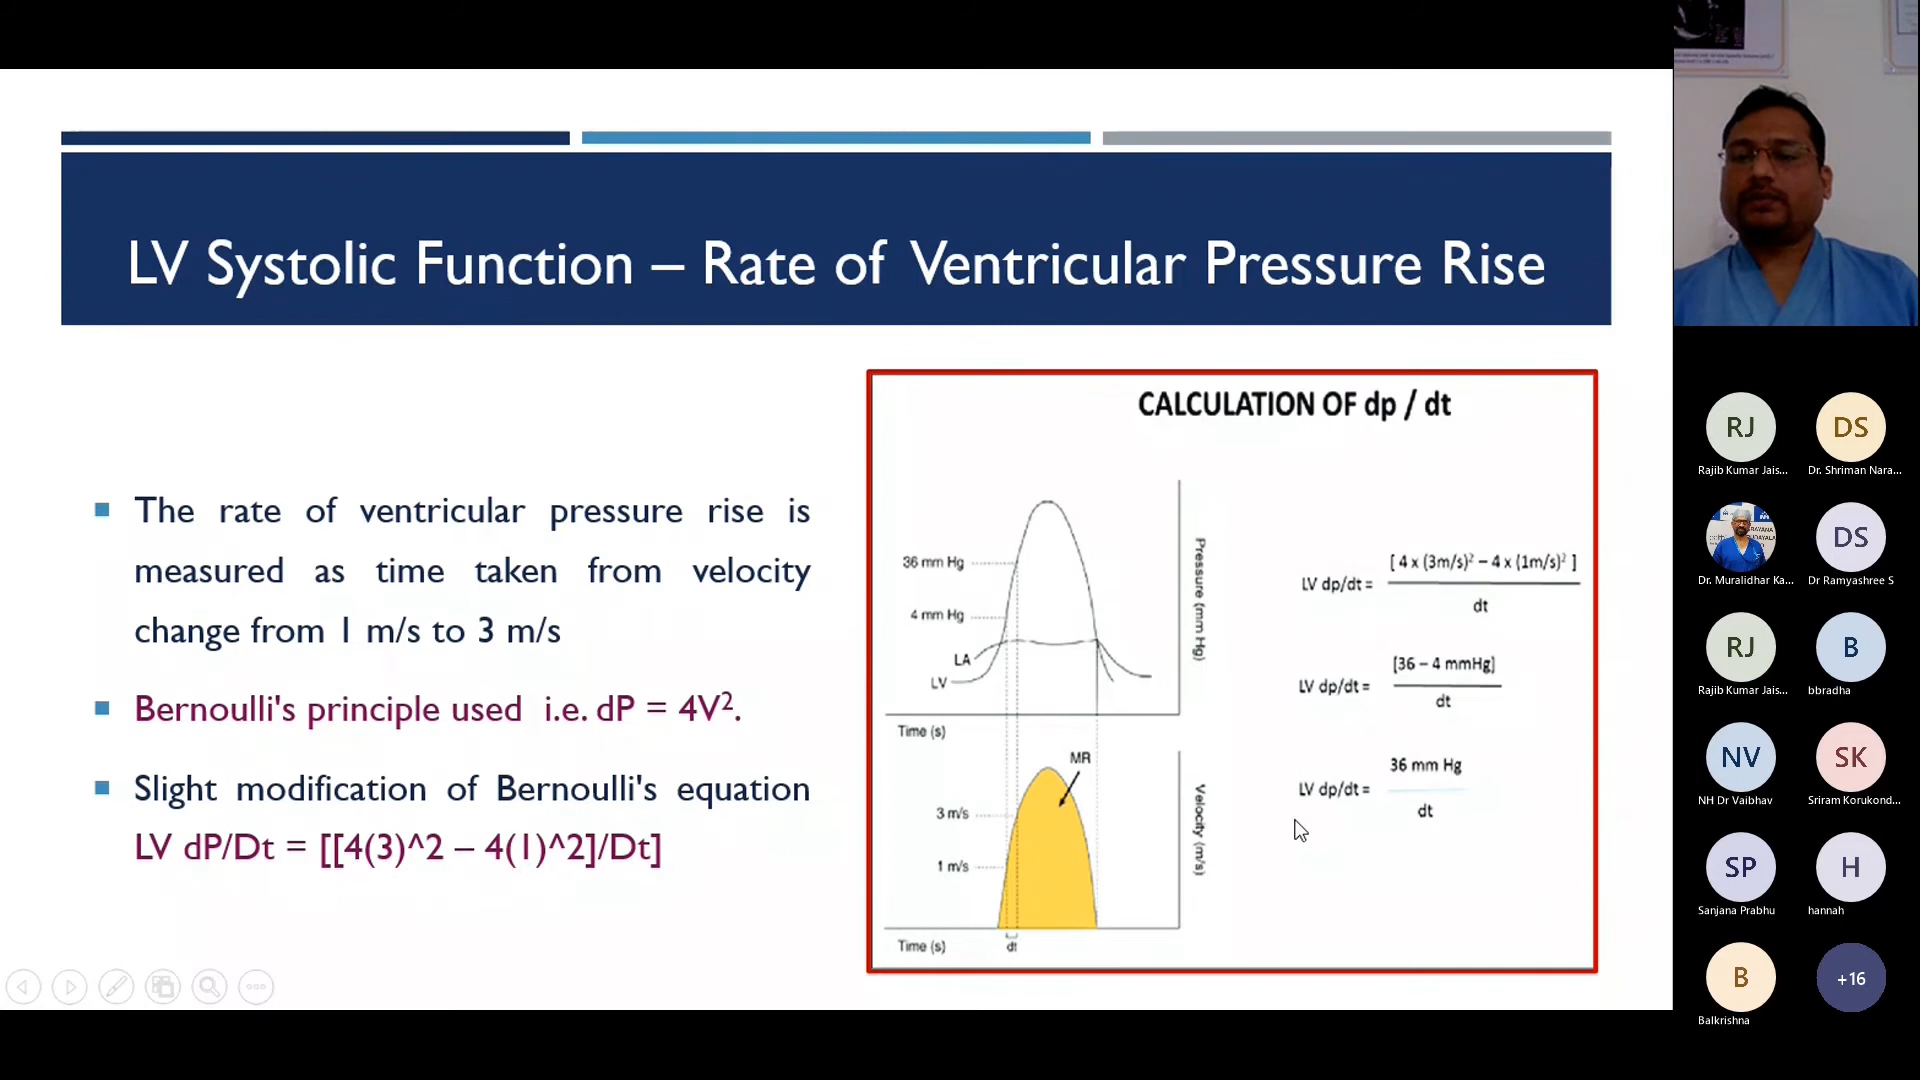 LV Systolic Function – Rate of Ventricular Pressure Rise
The rate of ventricular pressure rise is
measured as time taken from velocity
change from 1 m/s to 3 m/s
Bernoulli's principle used i.e. dP = 4V².
Slight modification of Bernoulli's equation
LV dP/Dt = [[4(3)^2 – 4(1)^2]/Dt]
CALCULATION OF dp / dt
36 mm Hg
4 mm Hg
LA
LV
Pressure (mm Hg)
Time (s)
MR
3 m/s
1 m/s
Velocity (m/s)
Time (s)
dt
[ 4 x (3m/s)² – 4 x (1m/s)² ]
LV dp/dt =
dt
[36 – 4 mmHg]
LV dp/dt =
dt
36 mm Hg
LV dp/dt =
dt
RJ
Rajib Kumar Jais...
DS
Dr. Shriman Nara...
Dr. Muralidhar Ka...
DS
Dr Ramyashree S
RJ
Rajib Kumar Jais...
B
bbradha
NV
NH Dr Vaibhav
SK
Sriram Korukond...
SP
Sanjana Prabhu
H
hannah
B
Balkrishna
+16